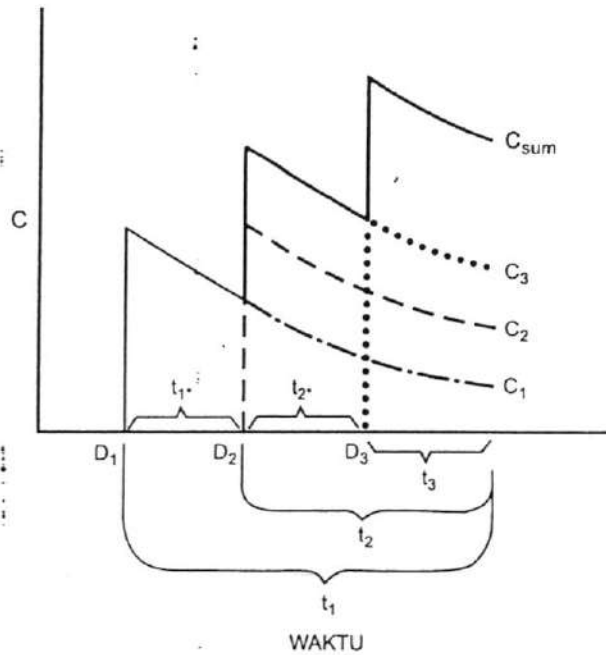 C_sum
C
C_3
C_2
C_1
t_1* t_2*
D_1 D_2 D_3
t_3
t_2
t_1
WAKTU